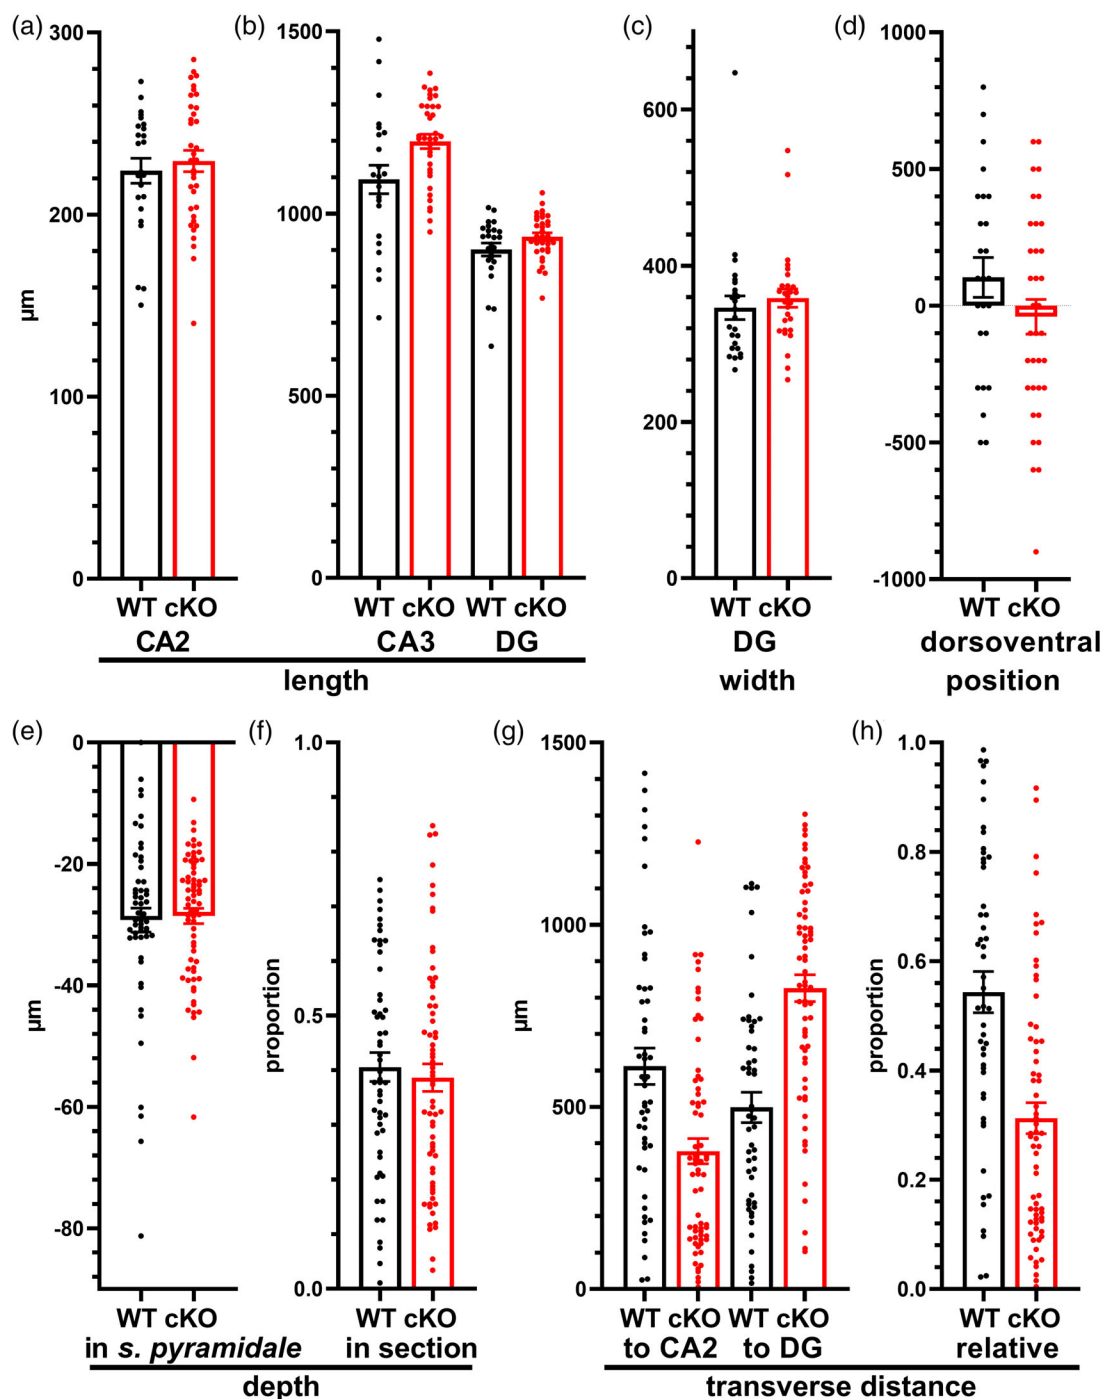 (a) (b) (c) (d)
300 1500 1000
600
500
200 1000
400
µm 0
100 500
200
-500
0 0 0 -1000
WT cKO WT cKO WT cKO WT cKO WT cKO
CA2 CA3 DG DG dorsoventral
length width position
(e) (f) (g) (h)
0 1.0 1500 1.0
0.8
-20
1000
0.6
µm proportion 0.5 µm proportion
-40
0.4
-60 500
0.2
-80
0.0 0 0.0
WT cKO WT cKO WT cKO WT cKO WT cKO
in s. pyramidale in section to CA2 to DG relative
depth transverse distance